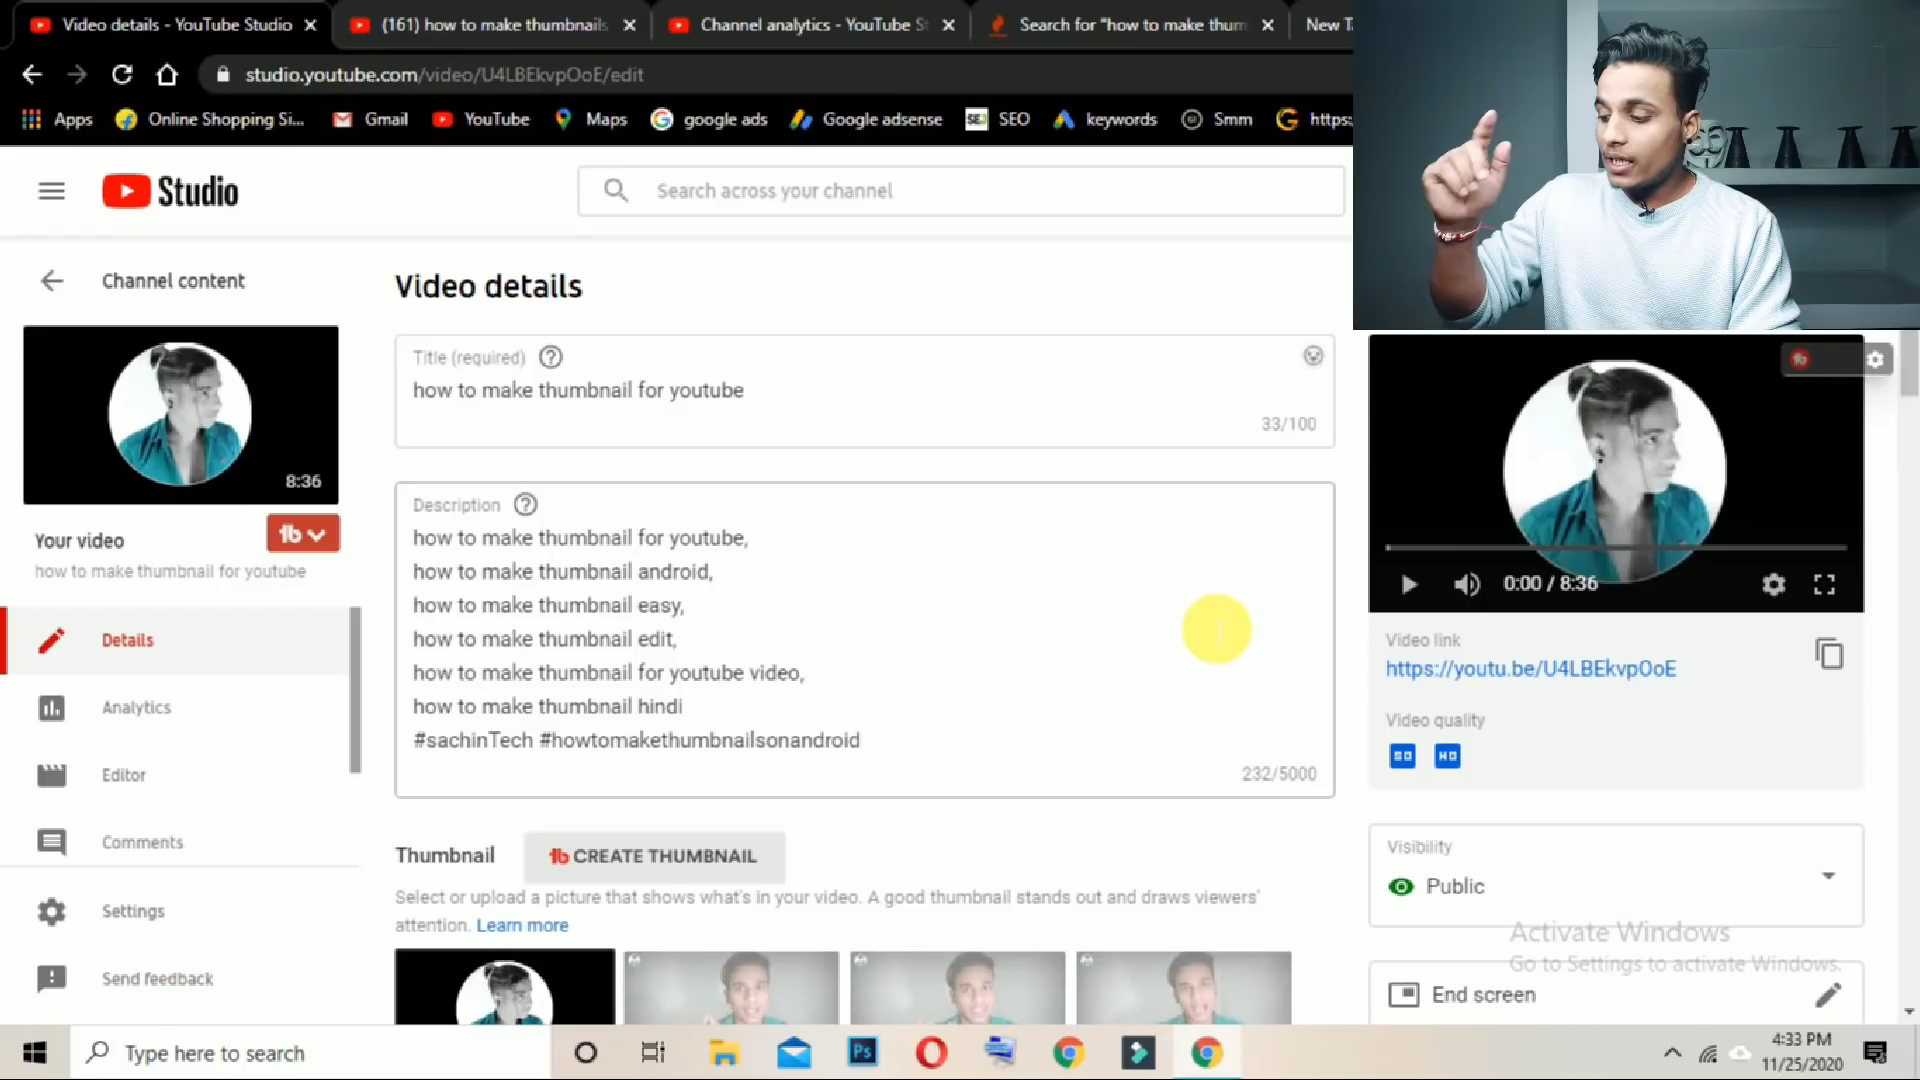 Video details - YouTube Studio
(161) how to make thumbnails
Channel analytics - YouTube S
Search for "how to make thum
New T
studio.youtube.com/video/U4LBEkvpOoE/edit
Apps
Online Shopping Si...
Gmail
YouTube
Maps
google ads
Google adsense
SEO
keywords
Smm
https:
Studio
Search across your channel
Channel content
Video details
Title (required)
how to make thumbnail for youtube
33/100
8:36
Your video
how to make thumbnail for youtube
Description
how to make thumbnail for youtube,
how to make thumbnail android,
how to make thumbnail easy,
how to make thumbnail edit,
how to make thumbnail for youtube video,
how to make thumbnail hindi
#sachinTech #howtomakethumbnailsonandroid
232/5000
Details
Analytics
Editor
Comments
Settings
Send feedback
Thumbnail
CREATE THUMBNAIL
Select or upload a picture that shows what's in your video. A good thumbnail stands out and draws viewers'
attention. Learn more
0:00 / 8:36
Video link
https://youtu.be/U4LBEkvpOoE
Video quality
SD HD
Visibility
Public
Activate Windows
Go to Settings to activate Windows.
End screen
Type here to search
Ps
4:33 PM
11/25/2020